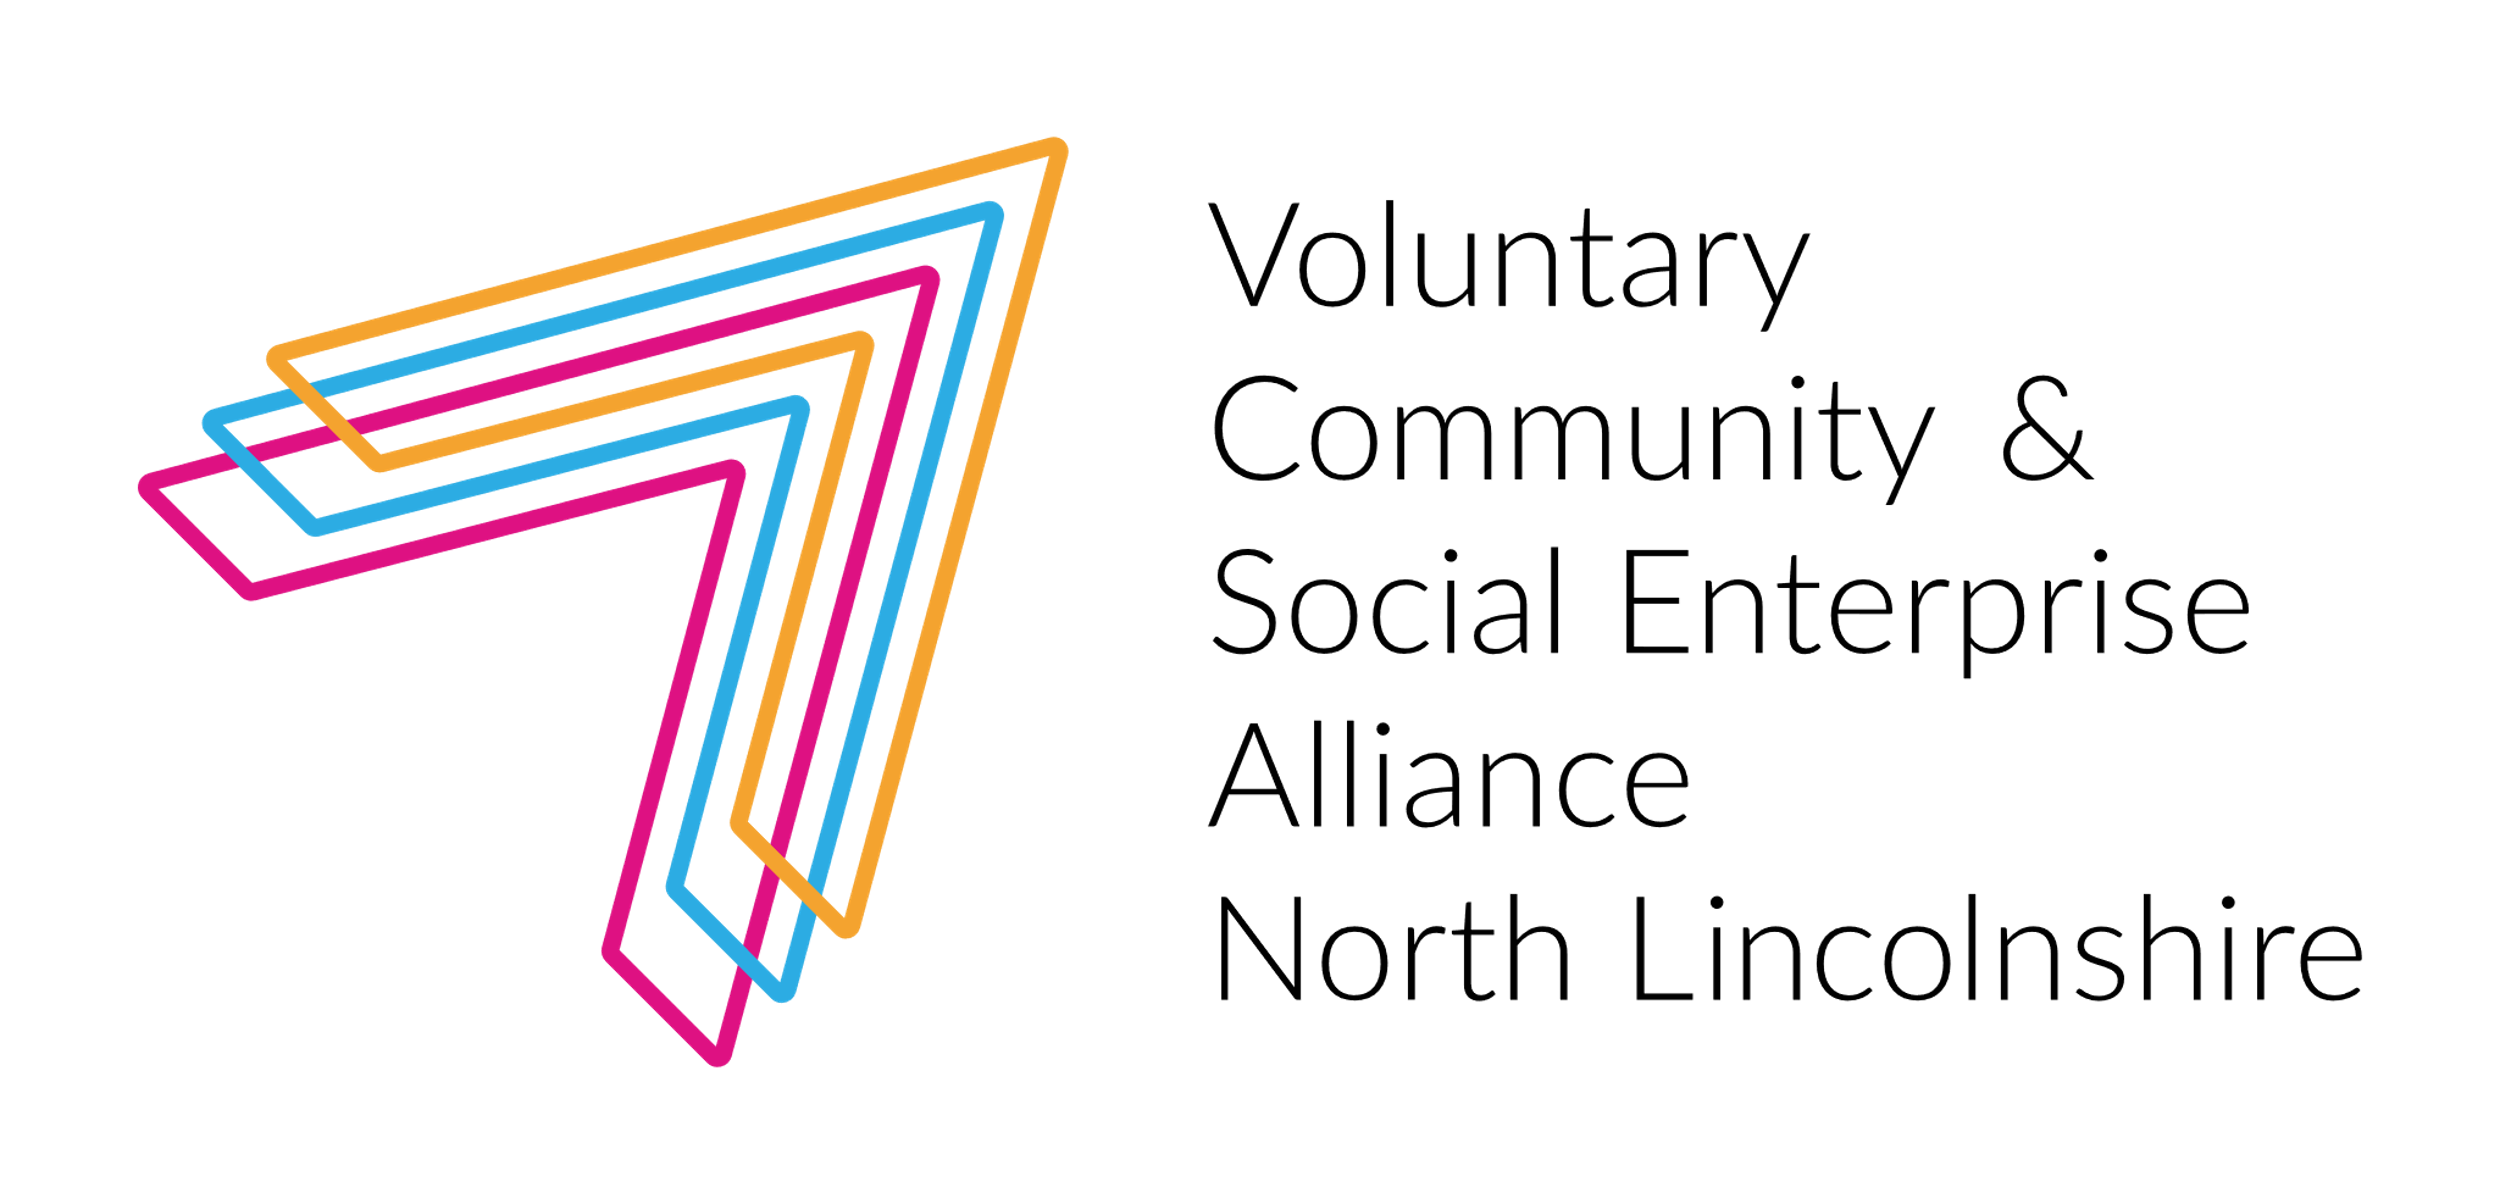 Voluntary
Community &
Social Enterprise
Alliance
North Lincolnshire